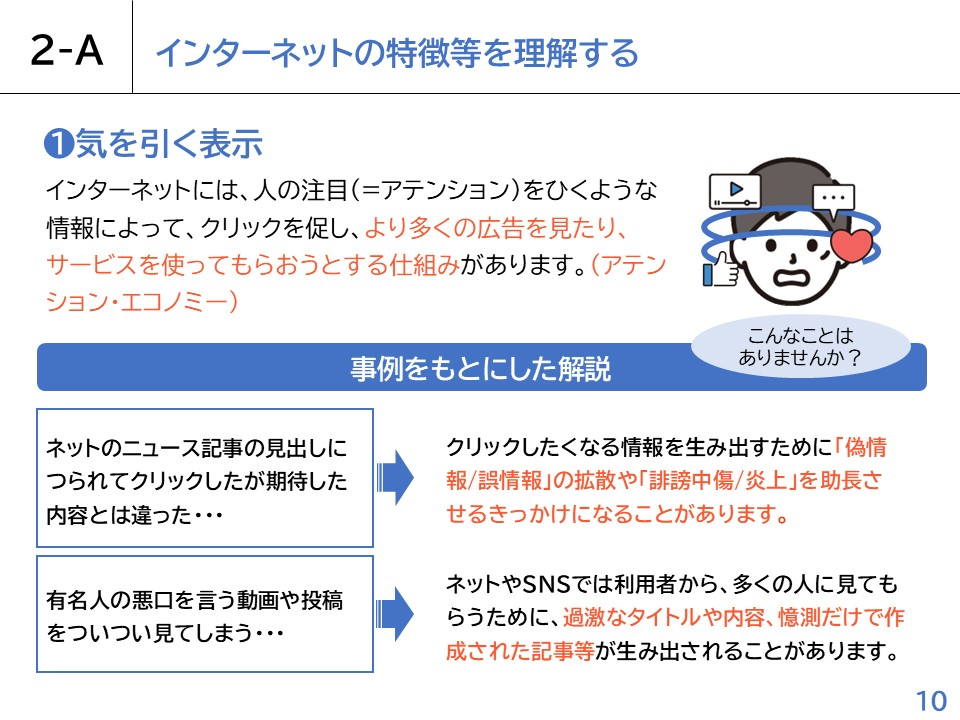 2-A
インターネットの特徴等を理解する
❶気を引く表示
インターネットには、人の注目(=アテンション)をひくような
情報によって、クリックを促し、より多くの広告を見たり、
サービスを使ってもらおうとする仕組みがあります。(アテン
ション・エコノミー)
こんなことは
ありませんか?
事例をもとにした解説
ネットのニュース記事の見出しに
つられてクリックしたが期待した
内容とは違った・・・
クリックしたくなる情報を生み出すために「偽情
報/誤情報」の拡散や「誹謗中傷/炎上」を助長さ
せるきっかけになることがあります。
有名人の悪口を言う動画や投稿
をついつい見てしまう・・・
ネットやSNSでは利用者から、多くの人に見ても
らうために、過激なタイトルや内容、憶測だけで作
成された記事等が生み出されることがあります。
10